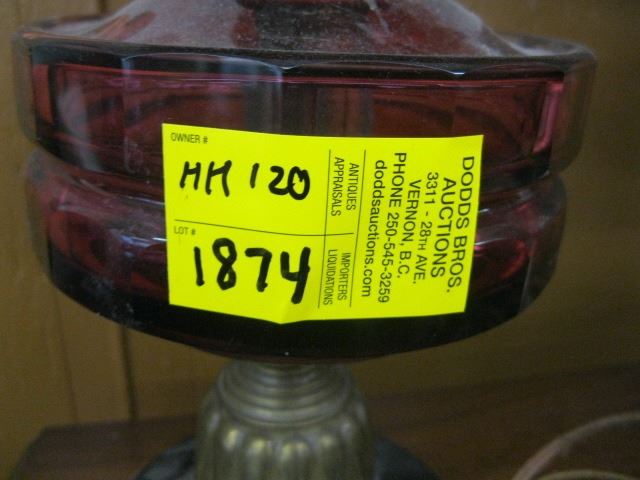 OWNER #
HH 120
LOT #
1874
ANTIQUES
APPRAISALS
IMPORTERS
LIQUIDATIONS
DODDS BROS.
AUCTIONS
3311 - 28TH AVE.
VERNON, B.C.
PHONE 250-545-3259
doddsauctions.com